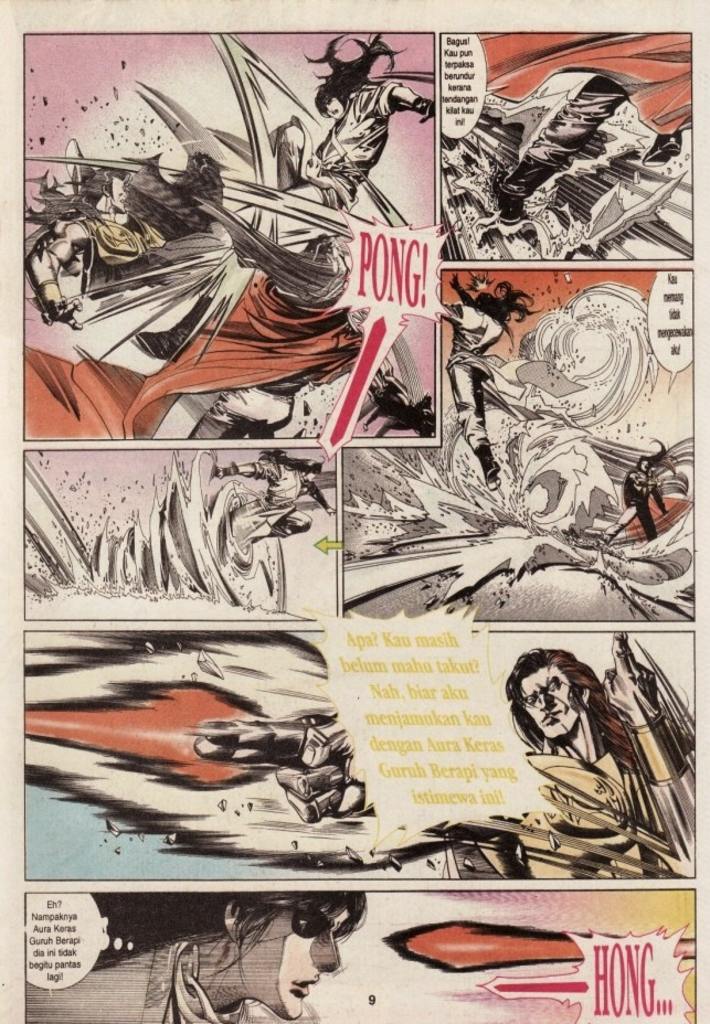 Bagus!
Kau pun
terpaksa
berundur
kerana
tendangan
kilat kau
ini!
PONG!
Kau
memang
tidak
mengecewakan
aku!
Apa? Kau masih
belum mahu takut?
Nah, biar aku
menjamukan kau
dengan Aura Keras
Guruh Berapi yang
istimewa ini!
Eh?
Nampaknya
Aura Keras
Guruh Berapi
dia ini tidak
begitu pantas
lagi!
HONG...
9